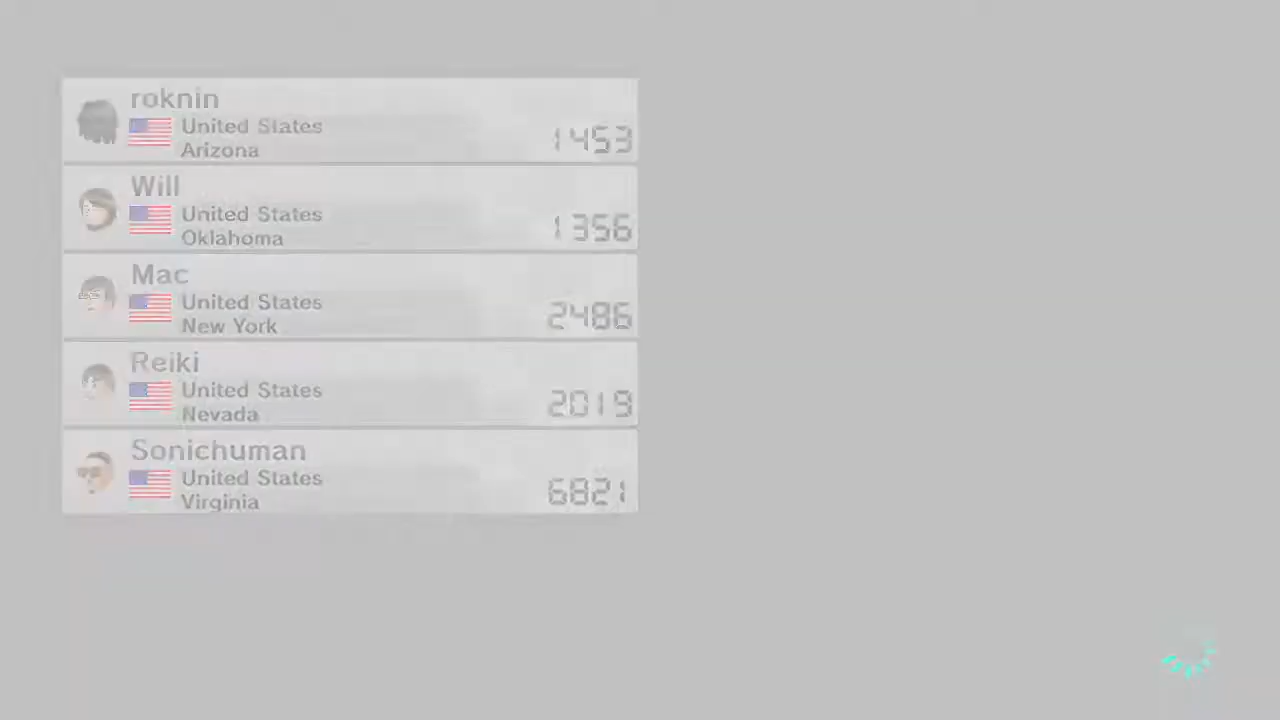 roknin
United States
Arizona
1453
Will
United States
Oklahoma
1356
Mac
United States
New York
2486
Reiki
United States
Nevada
2019
Sonichuman
United States
Virginia
6821